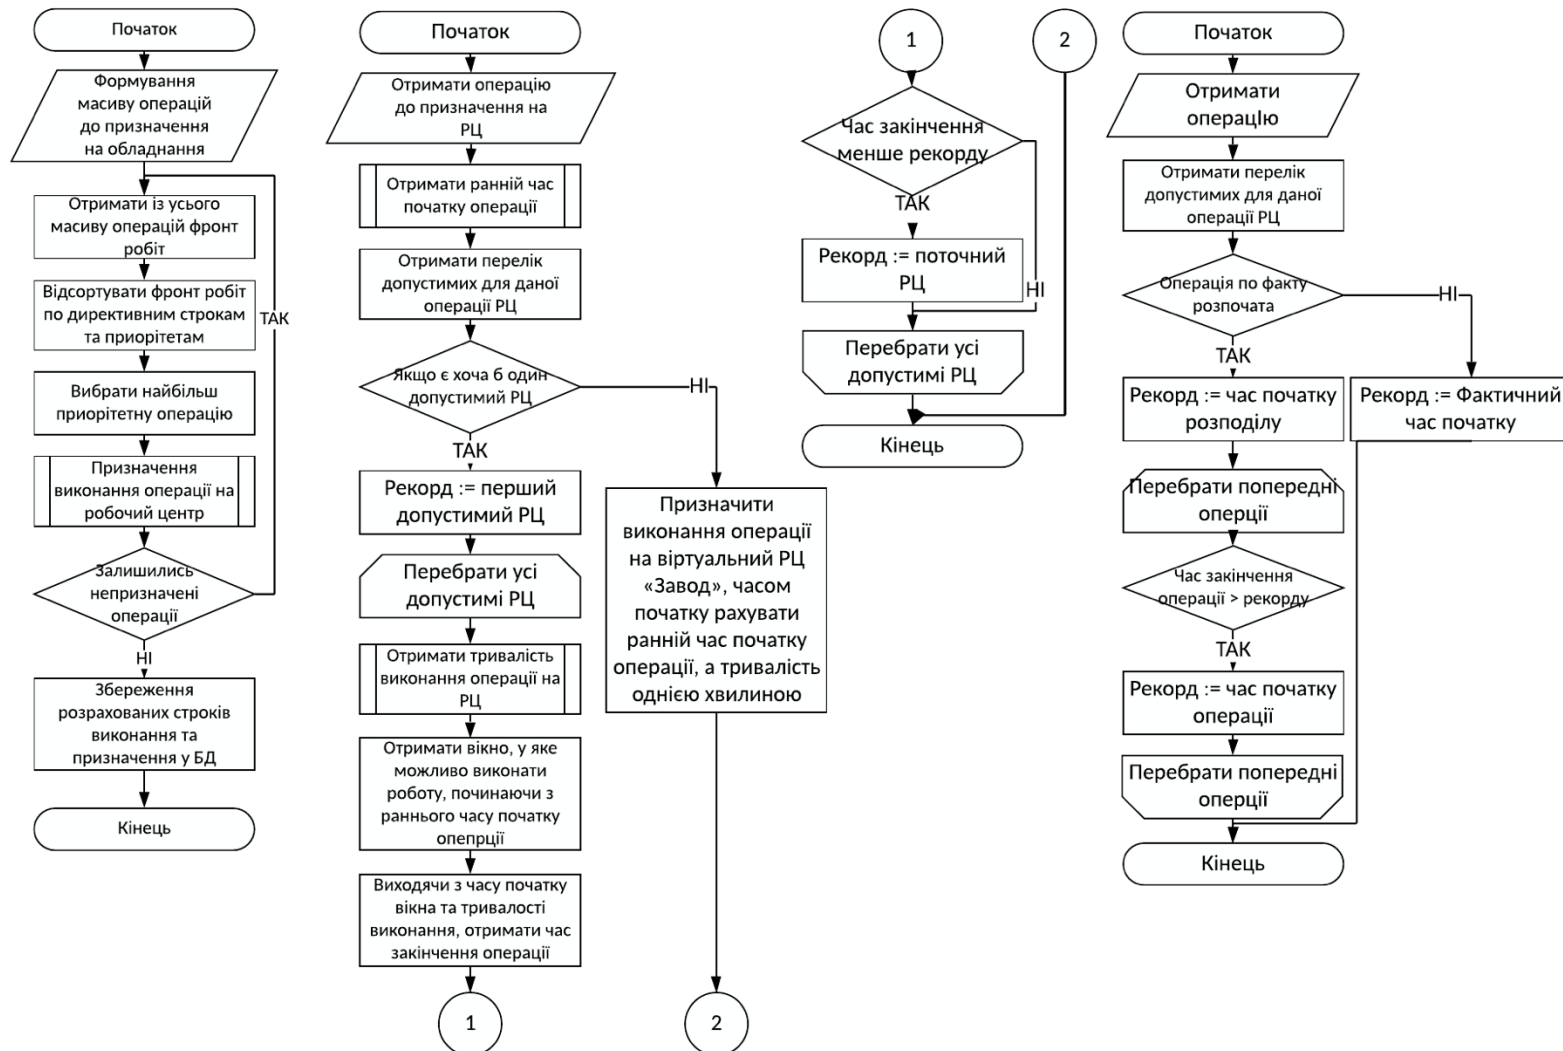 Початок
Формування
масиву операцій
до призначення
на обладнання
Отримати із усього
масиву операцій фронт
робіт
Відсортувати фронт робіт
по директивним строкам
та приорітетам
ТАК
Вибрати найбільш
приорітетну операцію
Призначення
виконання операції на
робочий центр
Залишились
непризначені
операції
НІ
Збереження
розрахованих строків
виконання та
призначення у БД
Кінець
Початок
Отримати операцію
до призначення на
РЦ
Отримати ранній час
початку операції
Отримати перелік
допустимих для даної
операції РЦ
Якщо є хоча б один
допустимий РЦ
НІ
ТАК
Рекорд := перший
допустимий РЦ
Перебрати усі
допустимі РЦ
Отримати тривалість
виконання операції на
РЦ
Отримати вікно, у яке
можливо виконати
роботу, починаючи з
раннього часу початку
опепрції
Виходячи з часу початку
вікна та тривалості
виконання, отримати час
закінчення операції
1
Призначити
виконання операції
на віртуальний РЦ
«Завод», часом
початку рахувати
ранній час початку
операції, а тривалість
однією хвилиною
2
1
2
Час закінчення
менше рекорду
ТАК
Рекорд := поточний
РЦ
НІ
Перебрати усі
допустимі РЦ
Кінець
Початок
Отримати
операцІю
Отримати перелік
допустимих для даної
операції РЦ
Операція по факту
розпочата
НІ
ТАК
Рекорд := час початку
розподілу
Рекорд := Фактичний
час початку
Перебрати попередні
оперції
Час закінчення
операції > рекорду
ТАК
Рекорд := час початку
операції
Перебрати попередні
оперції
Кінець